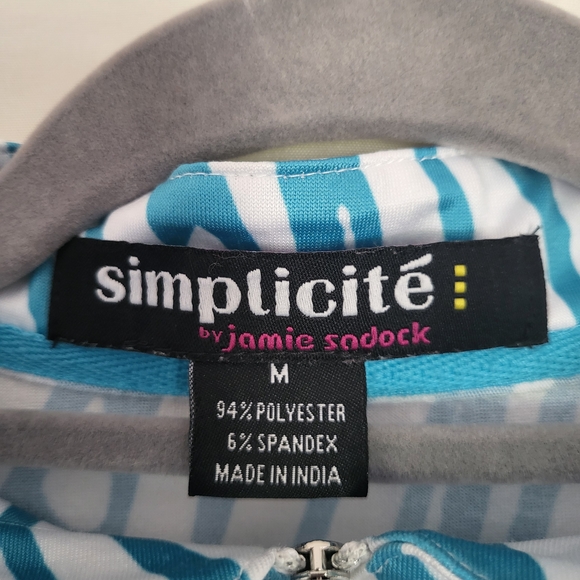 simplicité
by jamie sadock
M
94% POLYESTER
6% SPANDEX
MADE IN INDIA